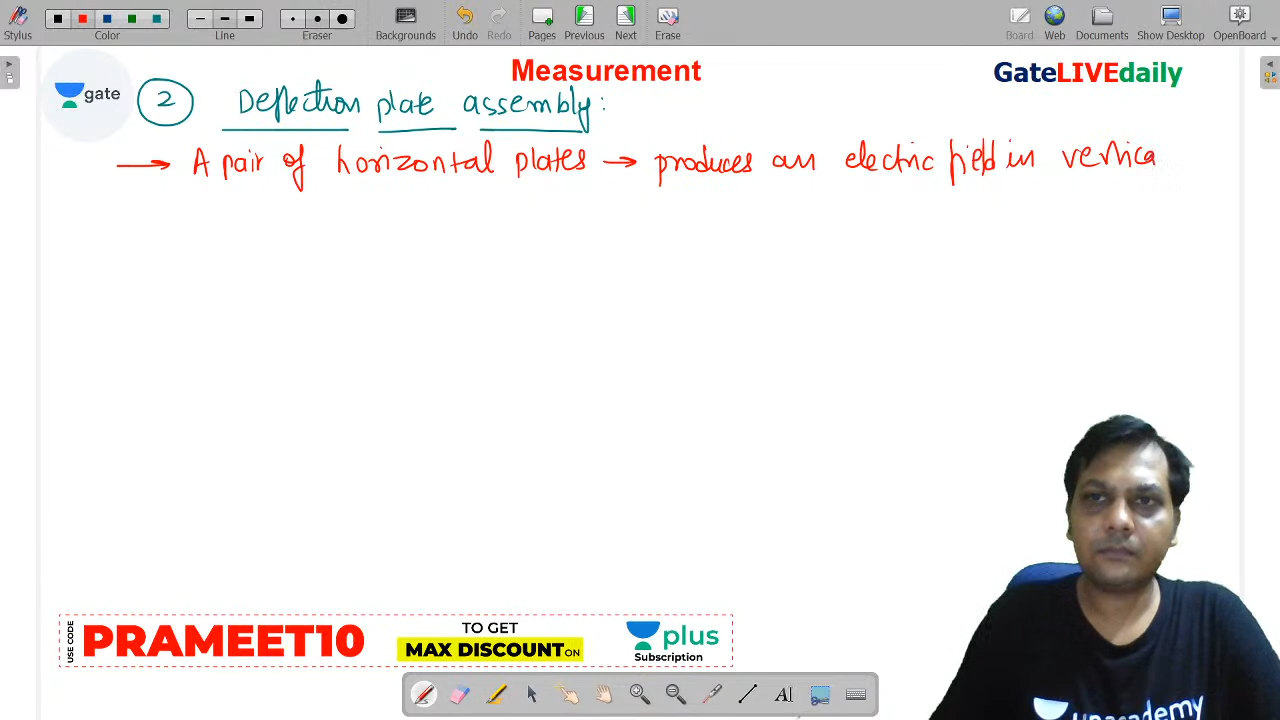 Stylus
Color
Line
Eraser
Backgrounds
Undo
Redo
Pages
Previous
Next
Erase
Board
Web
Documents
Show Desktop
OpenBoard
Measurement
GateLIVEdaily
gate
2 Deflection plate assembly:
→ A pair of horizontal plates → produces an electric field in vertica
USE CODE
PRAMEET10
TO GET
MAX DISCOUNT ON
plus
Subscription
unacademy